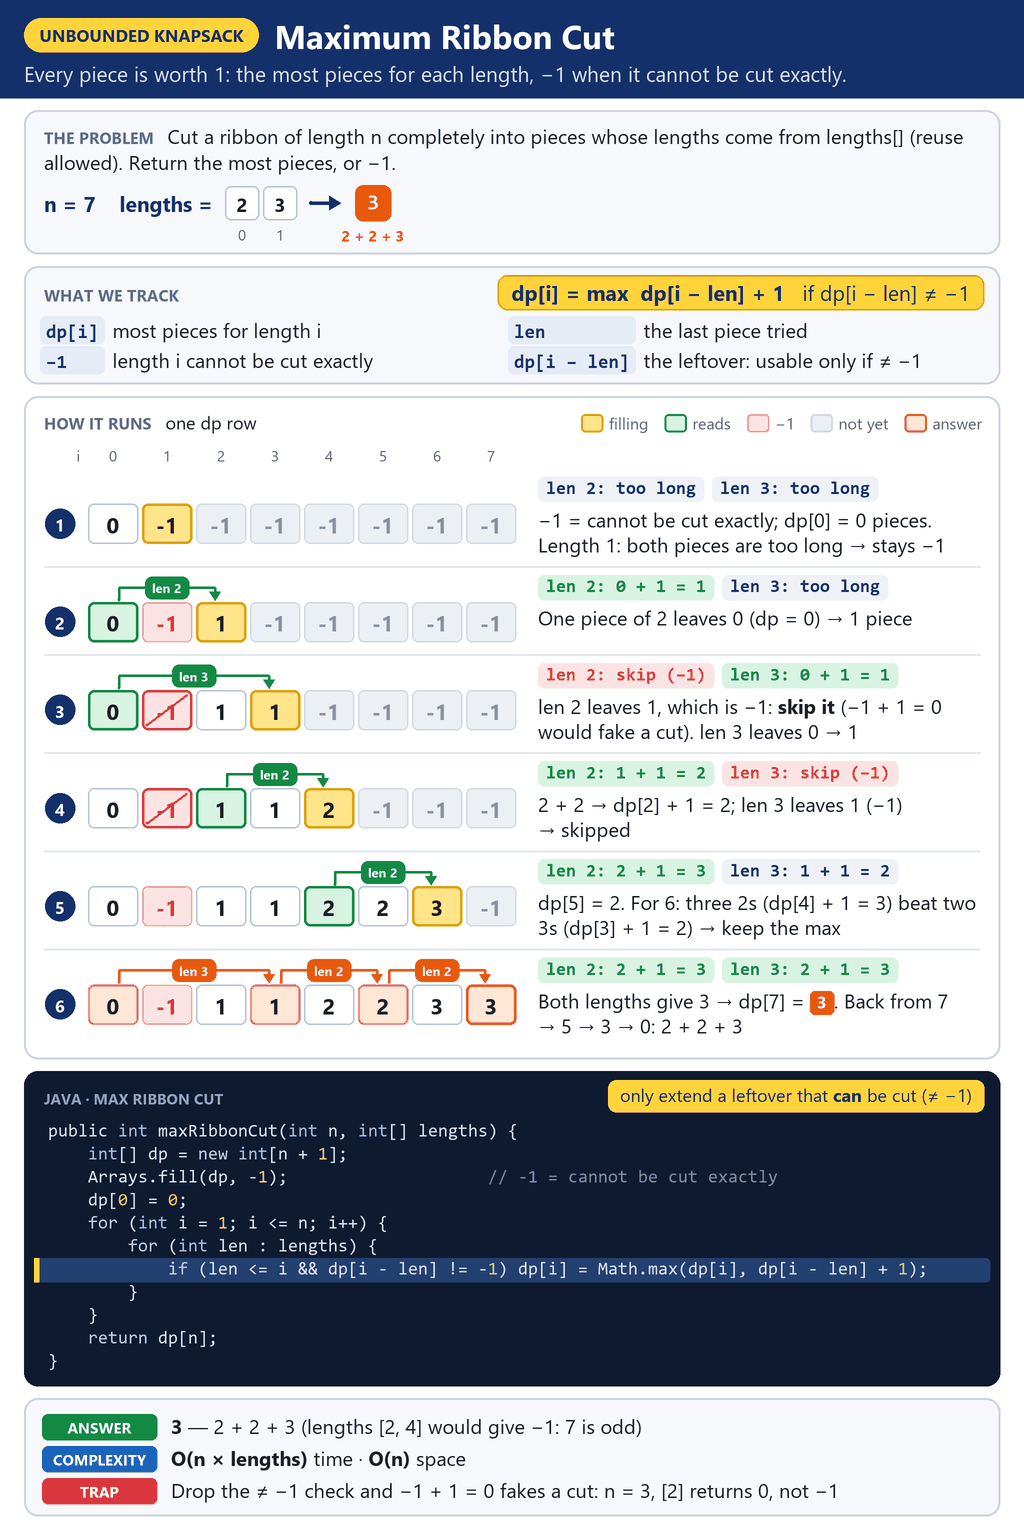 UNBOUNDED KNAPSACK Maximum Ribbon Cut
Every piece is worth 1: the most pieces for each length, −1 when it cannot be cut exactly.
THE PROBLEM Cut a ribbon of length n completely into pieces whose lengths come from lengths[] (reuse
allowed). Return the most pieces, or −1.
n = 7 lengths = 2 3 → 3
0 1 2 + 2 + 3
WHAT WE TRACK
dp[i] = max dp[i − len] + 1 if dp[i − len] ≠ −1
dp[i] most pieces for length i
len the last piece tried
−1 length i cannot be cut exactly
dp[i − len] the leftover: usable only if ≠ −1
HOW IT RUNS one dp row
filling reads −1 not yet answer
i 0 1 2 3 4 5 6 7
len 2: too long len 3: too long
1 0 -1 -1 -1 -1 -1 -1 -1
−1 = cannot be cut exactly; dp[0] = 0 pieces.
Length 1: both pieces are too long → stays −1
len 2
len 2: 0 + 1 = 1 len 3: too long
2 0 -1 1 -1 -1 -1 -1 -1
One piece of 2 leaves 0 (dp = 0) → 1 piece
len 3
len 2: skip (−1) len 3: 0 + 1 = 1
3 0 -1 1 1 -1 -1 -1 -1
len 2 leaves 1, which is −1: skip it (−1 + 1 = 0
would fake a cut). len 3 leaves 0 → 1
len 2
len 2: 1 + 1 = 2 len 3: skip (−1)
4 0 -1 1 1 2 -1 -1 -1
2 + 2 → dp[2] + 1 = 2; len 3 leaves 1 (−1)
→ skipped
len 2
len 2: 2 + 1 = 3 len 3: 1 + 1 = 2
5 0 -1 1 1 2 2 3 -1
dp[5] = 2. For 6: three 2s (dp[4] + 1 = 3) beat two
3s (dp[3] + 1 = 2) → keep the max
len 3 len 2 len 2
len 2: 2 + 1 = 3 len 3: 2 + 1 = 3
6 0 -1 1 1 2 2 3 3
Both lengths give 3 → dp[7] = 3. Back from 7
→ 5 → 3 → 0: 2 + 2 + 3
JAVA · MAX RIBBON CUT
only extend a leftover that can be cut (≠ −1)
public int maxRibbonCut(int n, int[] lengths) {
int[] dp = new int[n + 1];
Arrays.fill(dp, -1); // -1 = cannot be cut exactly
dp[0] = 0;
for (int i = 1; i <= n; i++) {
for (int len : lengths) {
if (len <= i && dp[i - len] != -1) dp[i] = Math.max(dp[i], dp[i - len] + 1);
}
}
return dp[n];
}
ANSWER 3 — 2 + 2 + 3 (lengths [2, 4] would give −1: 7 is odd)
COMPLEXITY O(n × lengths) time · O(n) space
TRAP Drop the ≠ −1 check and −1 + 1 = 0 fakes a cut: n = 3, [2] returns 0, not −1